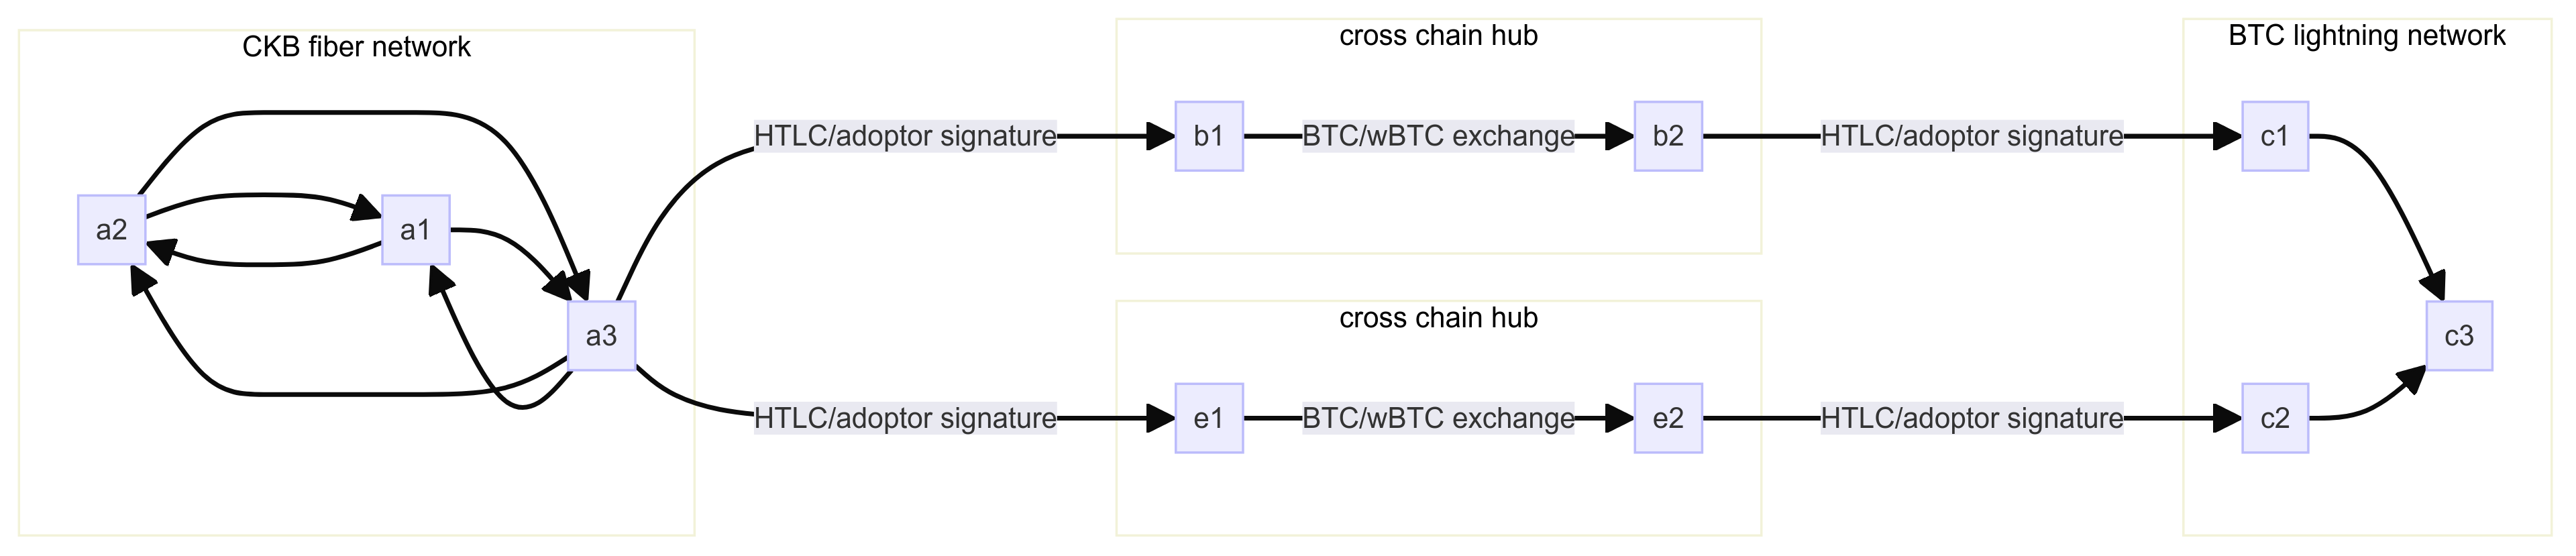 CKB fiber network
a2
a1
a3
HTLC/adoptor signature
HTLC/adoptor signature
cross chain hub
b1
BTC/wBTC exchange
b2
cross chain hub
e1
BTC/wBTC exchange
e2
HTLC/adoptor signature
HTLC/adoptor signature
BTC lightning network
c1
c2
c3